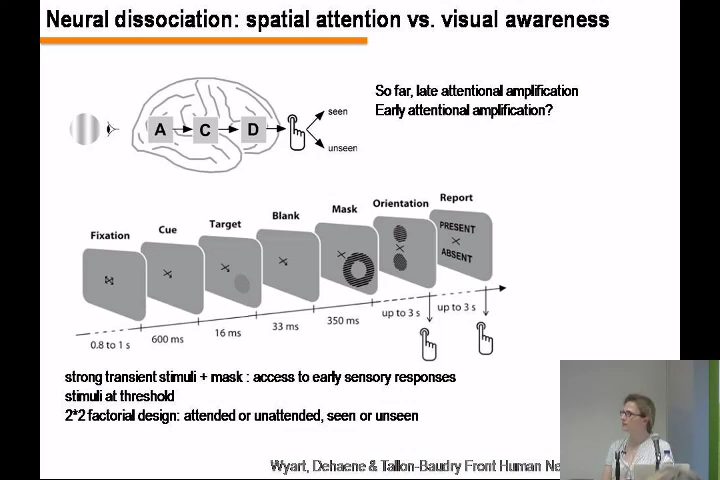 Neural dissociation: spatial attention vs. visual awareness
So far, late attentional amplification
Early attentional amplification?
A C D
seen
unseen
Fixation
Cue
Target
Blank
Mask
Orientation
Report
PRESENT
ABSENT
0.8 to 1 s
600 ms
16 ms
33 ms
350 ms
up to 3 s
up to 3 s
strong transient stimuli + mask : access to early sensory responses
stimuli at threshold
2*2 factorial design: attended or unattended, seen or unseen
Wyart, Dehaene & Tallon-Baudry Front Human Ne